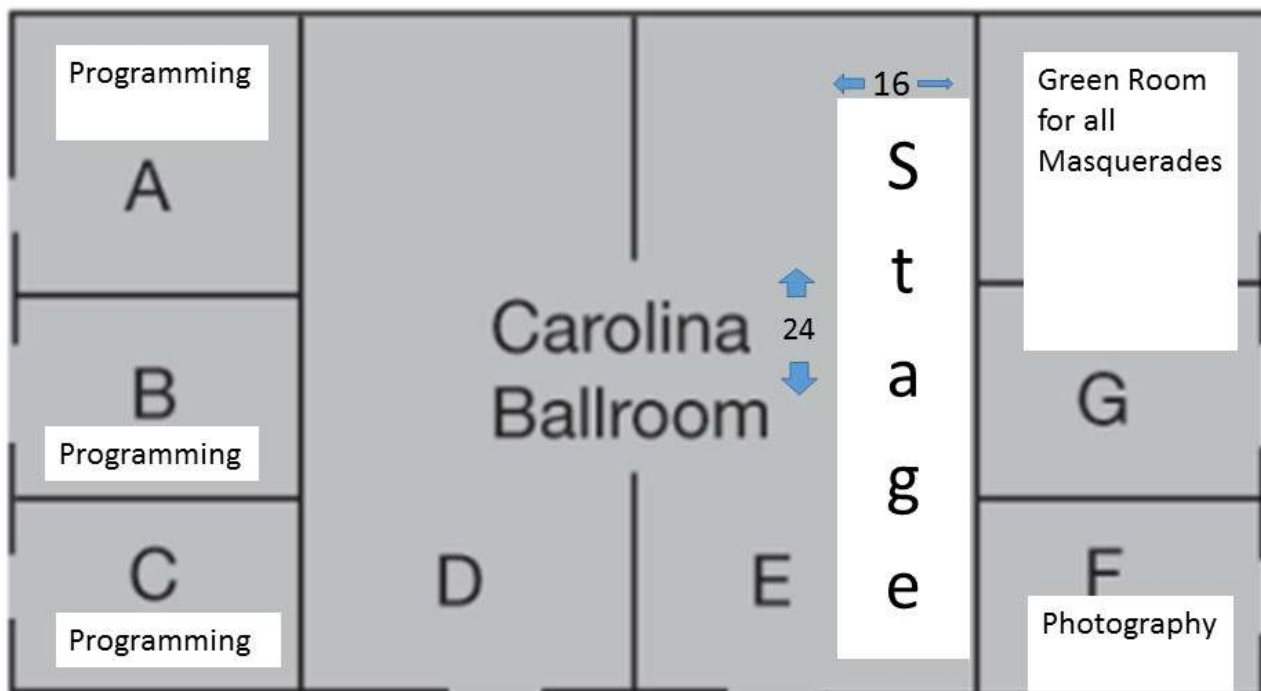 Programming
A
B
Programming
C
Programming
Carolina
Ballroom
D
E
16
24
S
t
a
g
e
Green Room
for all
Masquerades
G
F
Photography